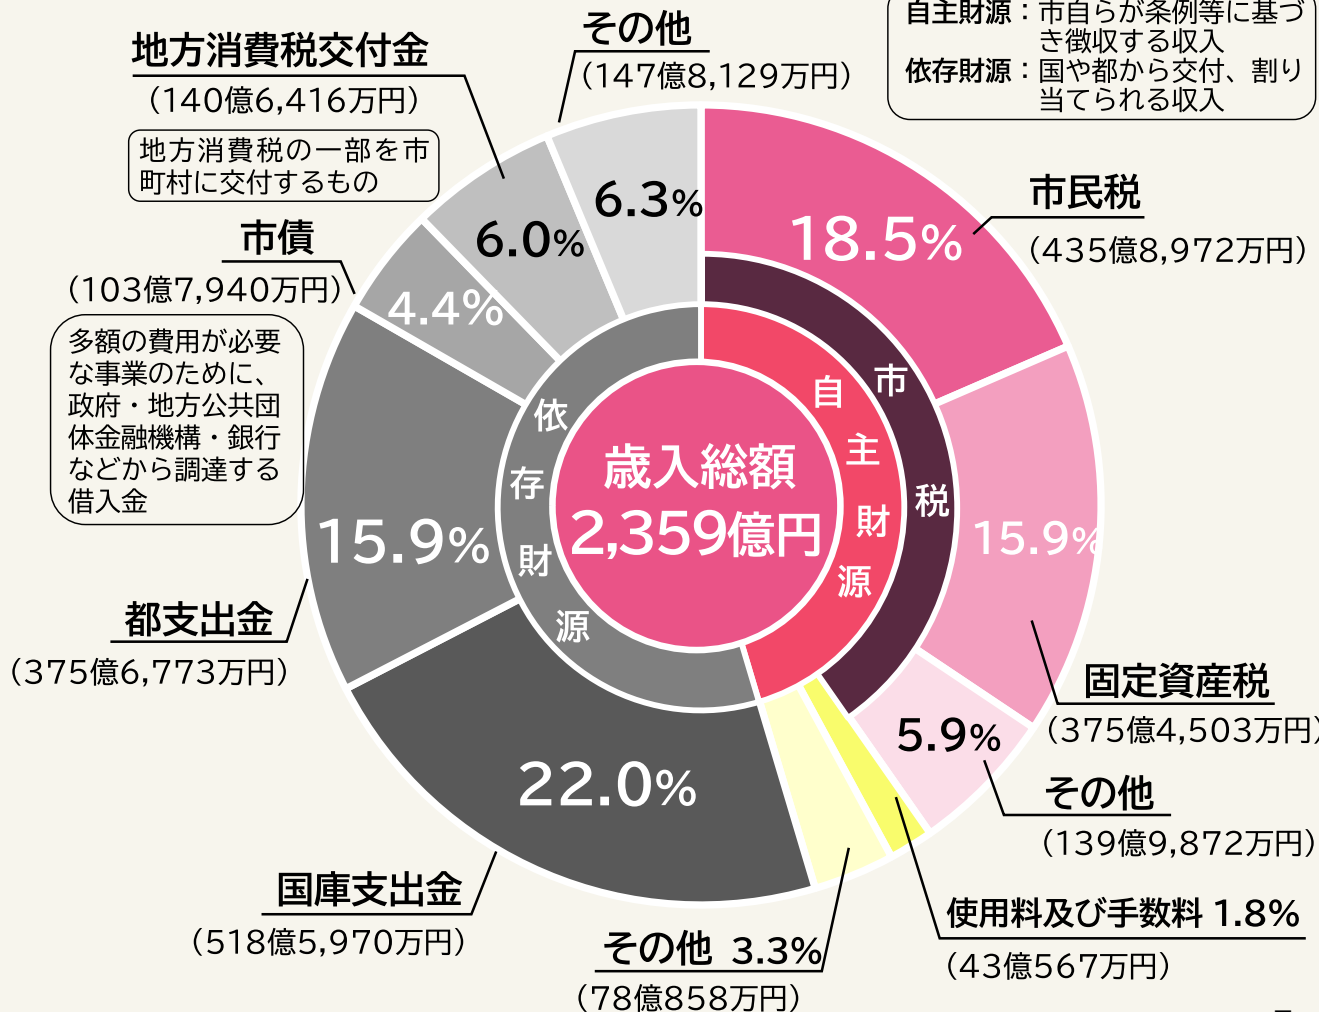 自主財源：市自らが条例等に基づ
き徴収する収入
依存財源：国や都から交付、割り
当てられる収入
その他
（147億8,129万円）
地方消費税交付金
（140億6,416万円）
地方消費税の一部を市
町村に交付するもの
市債
（103億7,940万円）
多額の費用が必要
な事業のために、
政府・地方公共団
体金融機構・銀行
などから調達する
借入金
市民税
（435億8,972万円）
18.5%
6.3%
6.0%
4.4%
15.9%
22.0%
15.9%
5.9%
市税
自主財源
依存財源
歳入総額
2,359億円
都支出金
（375億6,773万円）
固定資産税
（375億4,503万円）
その他
（139億9,872万円）
使用料及び手数料 1.8%
（43億567万円）
国庫支出金
（518億5,970万円）
その他 3.3%
（78億858万円）